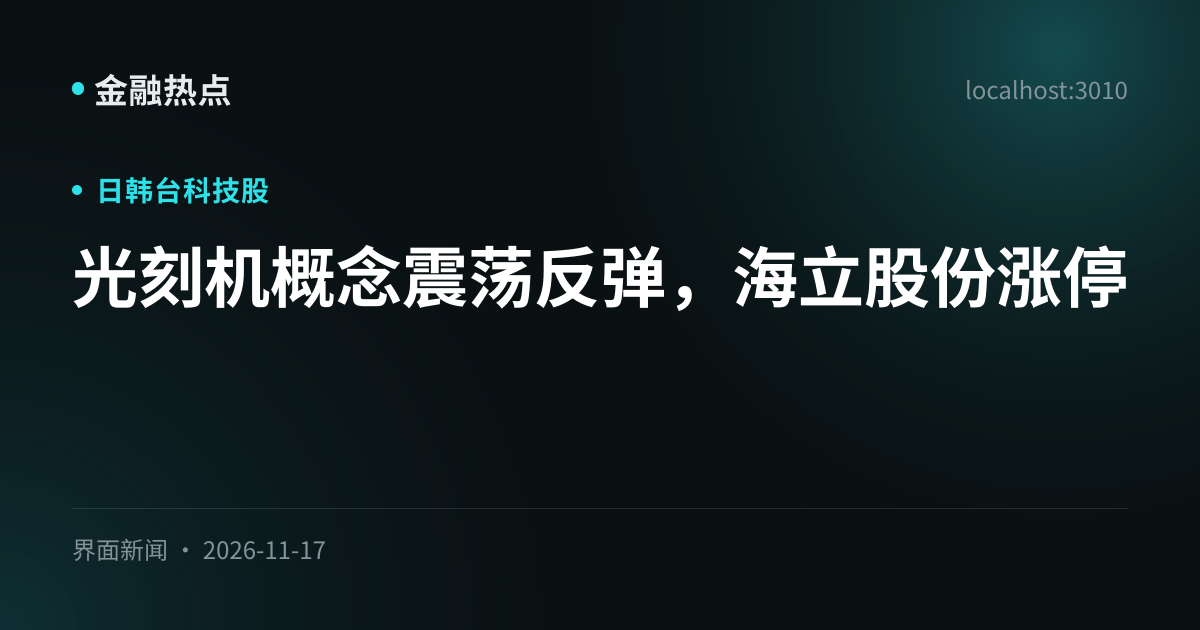 金融热点
localhost:3010
日韩台科技股
光刻机概念震荡反弹，海立股份涨停
界面新闻 · 2026-11-17